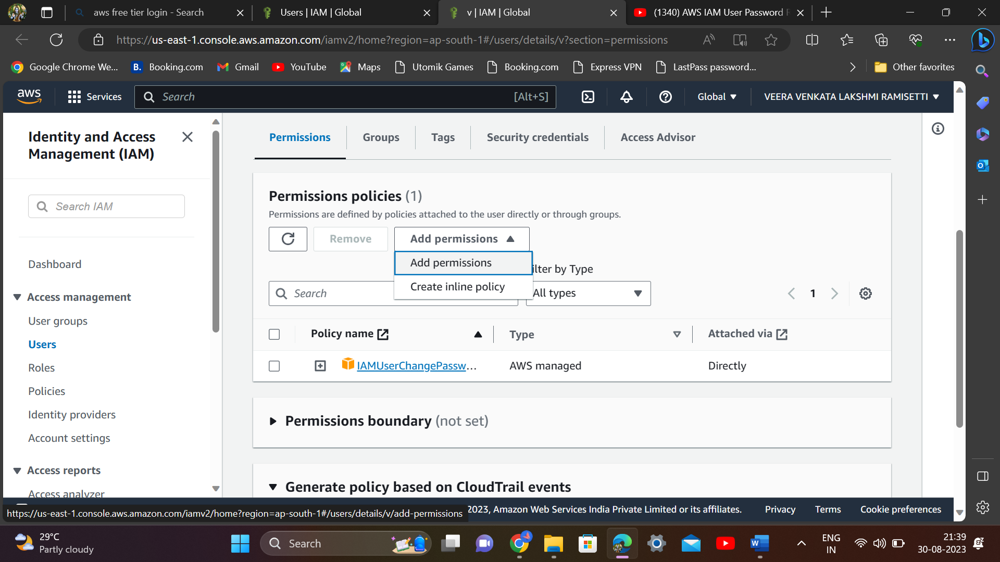 aws free tier login - Search
Users | IAM | Global
v | IAM | Global
(1340) AWS IAM User Password
https://us-east-1.console.aws.amazon.com/iamv2/home?region=ap-south-1#/users/details/v?section=permissions
Google Chrome We...
B. Booking.com
Gmail
YouTube
Maps
Utomik Games
Booking.com
Express VPN
LastPass password...
Other favorites
aws
Services
Search
[Alt+S]
Global
VEERA VENKATA LAKSHMI RAMISETTI
Identity and Access
Management (IAM)
Search IAM
Dashboard
Access management
User groups
Users
Roles
Policies
Identity providers
Account settings
Access reports
Access analyzer
Permissions
Groups
Tags
Security credentials
Access Advisor
Permissions policies (1)
Permissions are defined by policies attached to the user directly or through groups.
Remove
Add permissions
Add permissions
Create inline policy
ilter by Type
Search
All types
1
Policy name
Type
Attached via
IAMUserChangePassw...
AWS managed
Directly
Permissions boundary (not set)
Generate policy based on CloudTrail events
https://us-east-1.console.aws.amazon.com/iamv2/home?region=ap-south-1#/users/details/v/add-permissions
2023, Amazon Web Services India Private Limited or its affiliates.
Privacy
Terms
Cookie preferences
29°C
Partly cloudy
Search
ENG
IN
21:39
30-08-2023